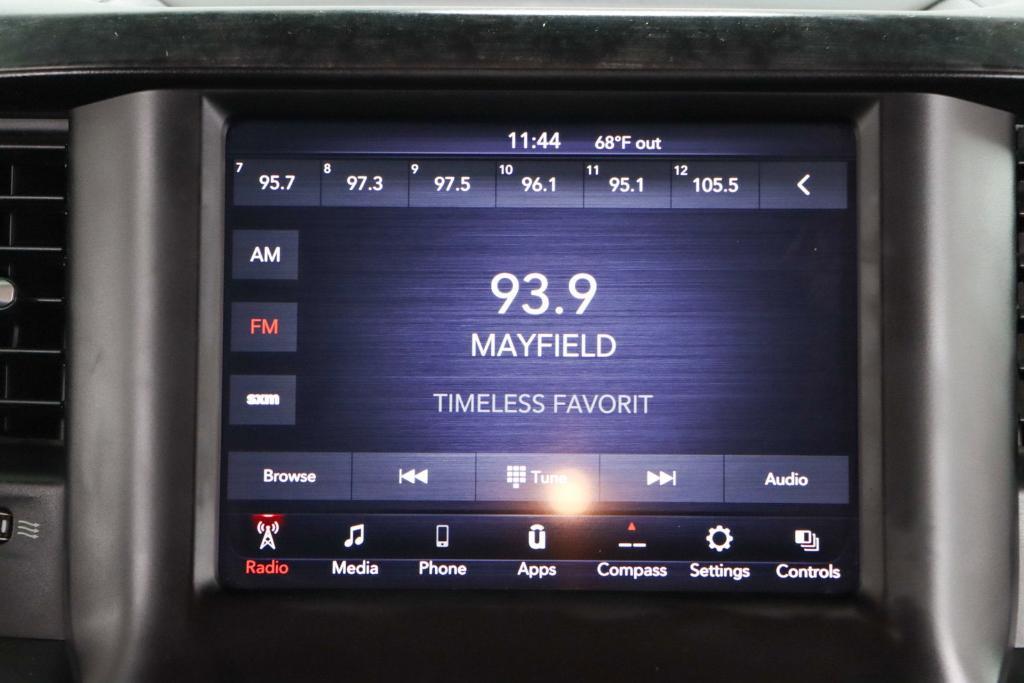 11:44 68°F out
7 95.7 8 97.3 9 97.5 10 96.1 11 95.1 12 105.5
AM
93.9
FM
MAYFIELD
sxm
TIMELESS FAVORIT
Browse Tune Audio
Radio Media Phone Apps Compass Settings Controls